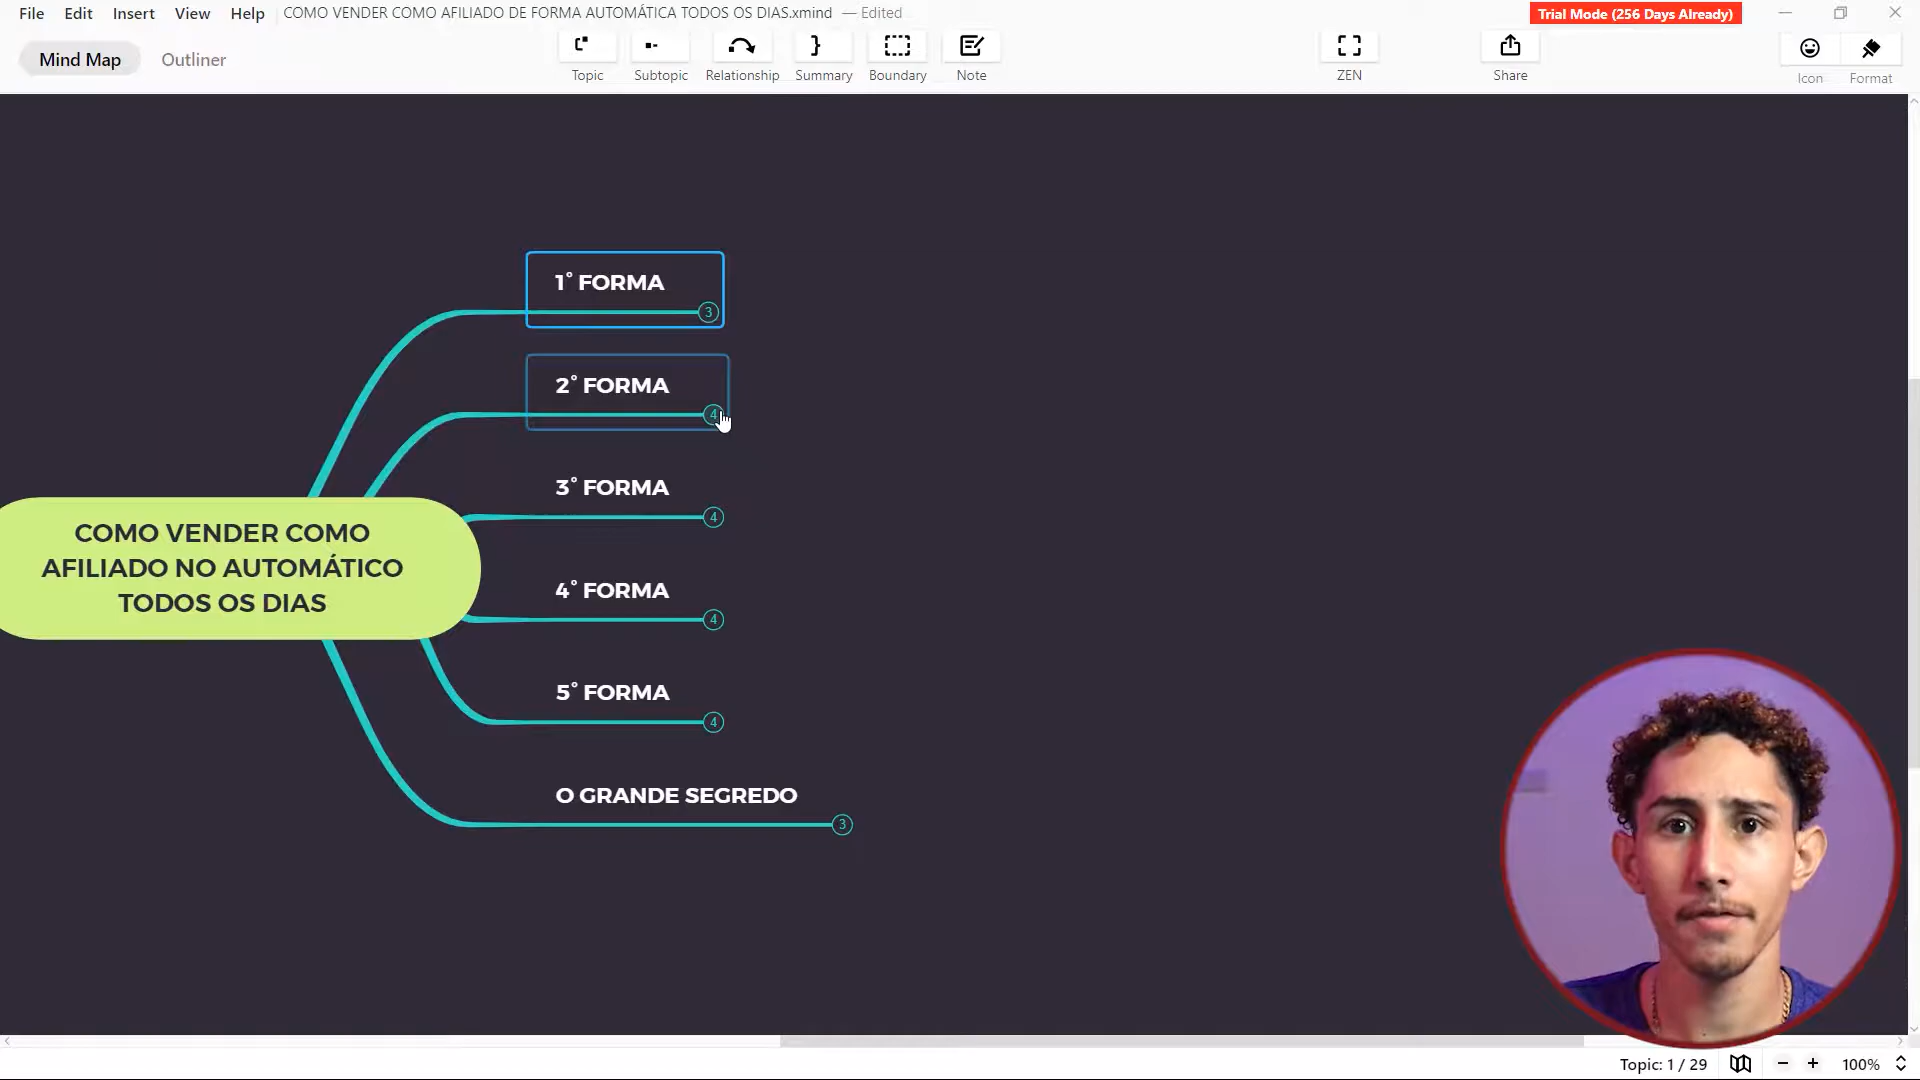 File Edit Insert View Help COMO VENDER COMO AFILIADO DE FORMA AUTOMÁTICA TODOS OS DIAS.xmind — Edited Trial Mode (256 Days Already)
Mind Map Outliner
Topic Subtopic Relationship Summary Boundary Note ZEN Share Icon Format
1° FORMA
3
2° FORMA
4
3° FORMA
4
COMO VENDER COMO
AFILIADO NO AUTOMÁTICO
TODOS OS DIAS
4° FORMA
4
5° FORMA
4
O GRANDE SEGREDO
3
Topic: 1 / 29 100%